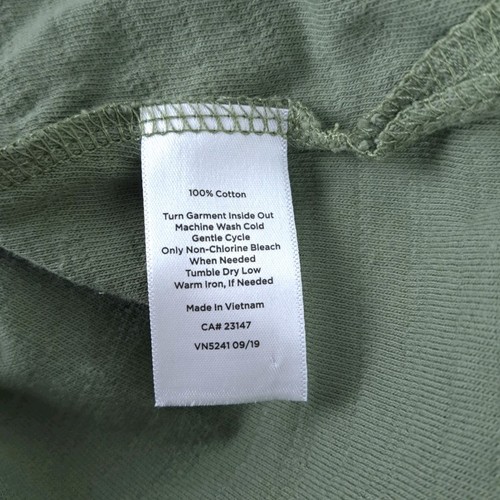 100% Cotton
Turn Garment Inside Out
Machine Wash Cold
Gentle Cycle
Only Non-Chlorine Bleach
When Needed
Tumble Dry Low
Warm Iron, If Needed
Made In Vietnam
CA# 23147
VN5241 09/19